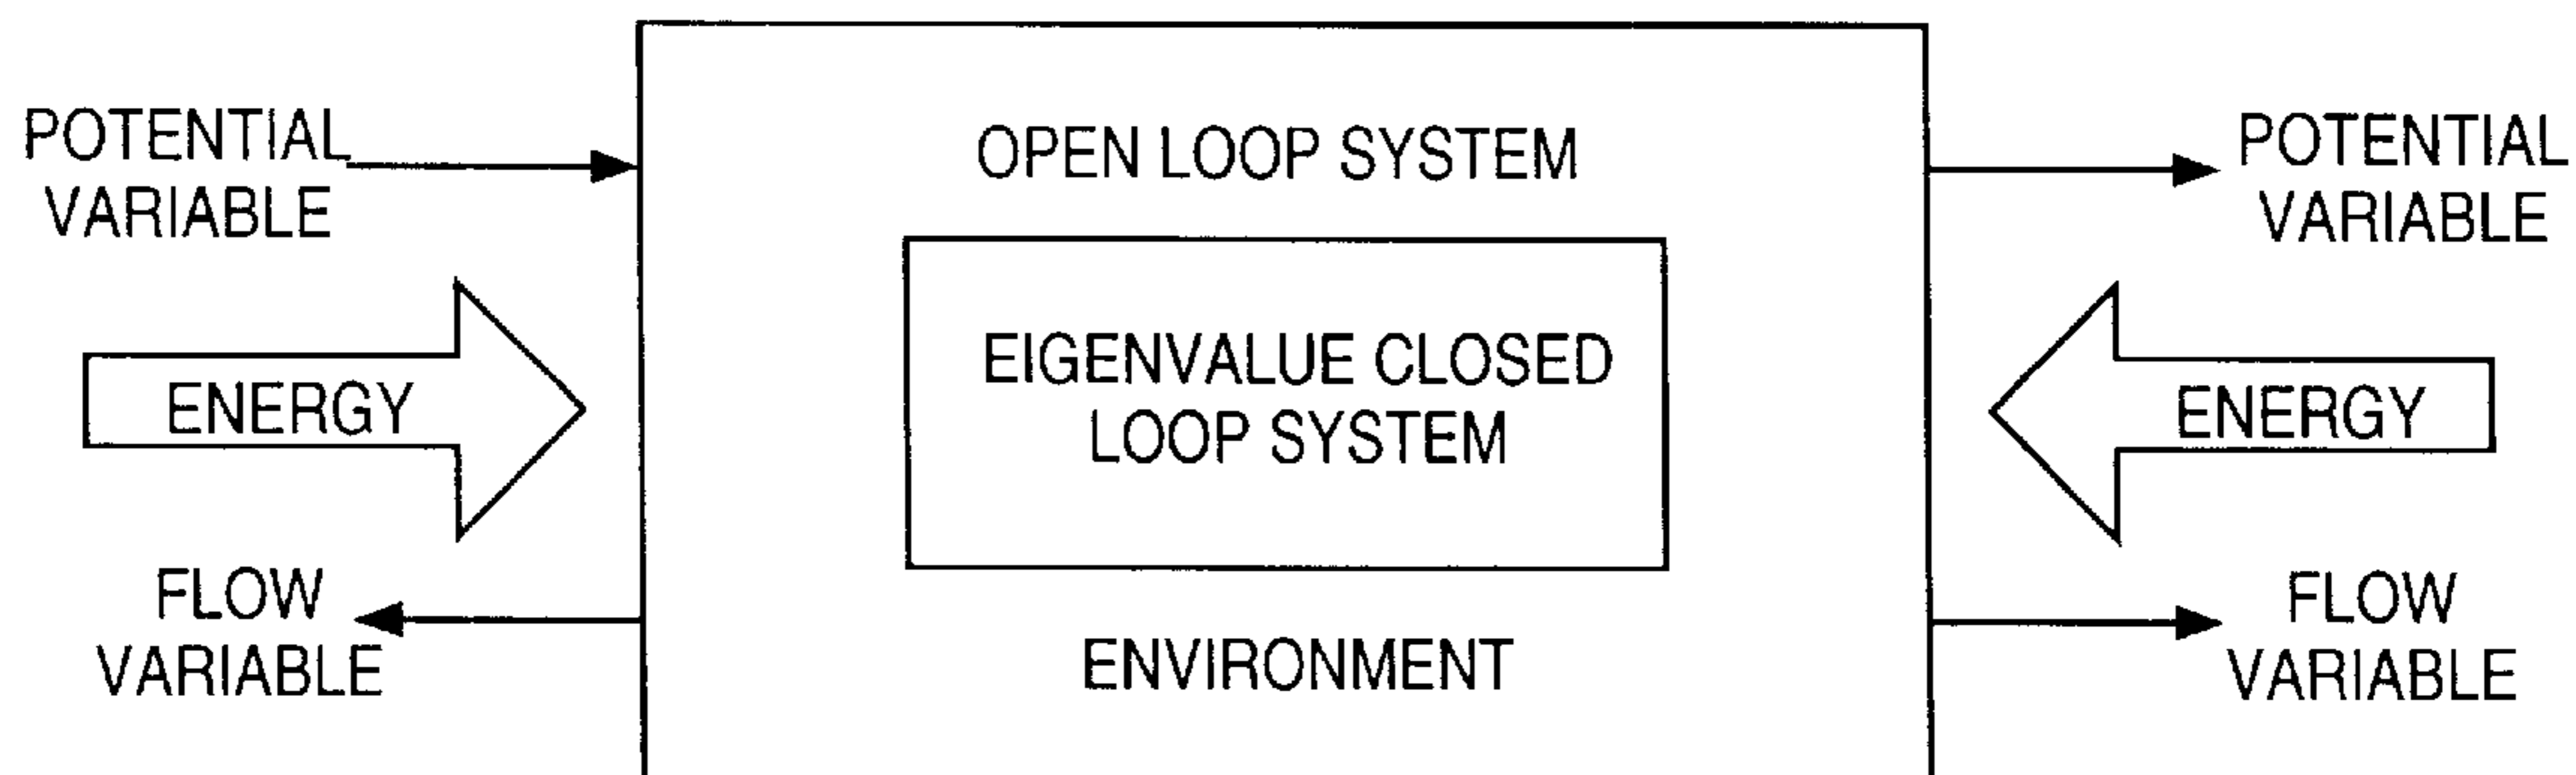 POTENTIAL
VARIABLE
ENERGY
FLOW
VARIABLE
OPEN LOOP SYSTEM
EIGENVALUE CLOSED
LOOP SYSTEM
ENVIRONMENT
POTENTIAL
VARIABLE
ENERGY
FLOW
VARIABLE